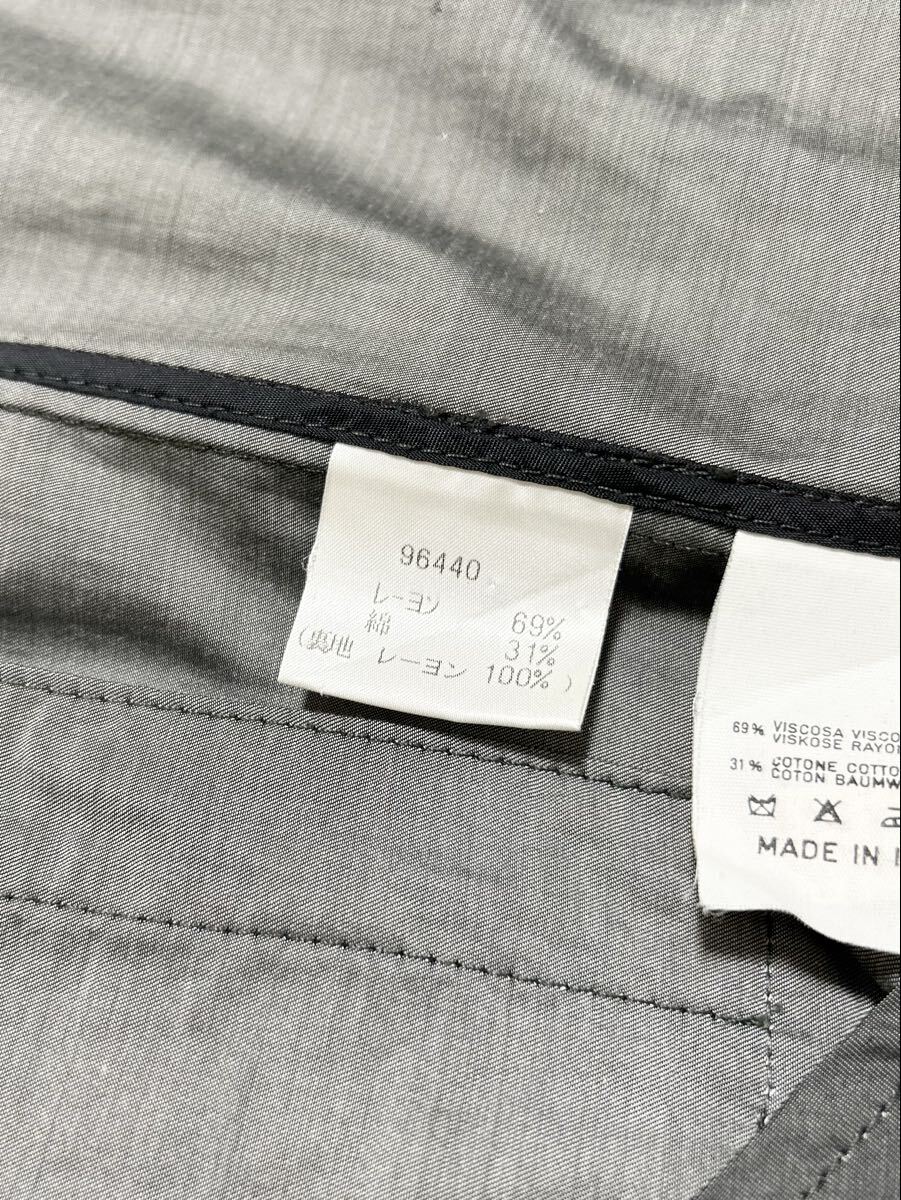 96440
レーヨン 69%
綿 31%
(裏地 レーヨン 100%)
69% VISCOSA VISCO
VISKOSE RAYO
31% COTONE COTTO
COTON BAUMW
MADE IN